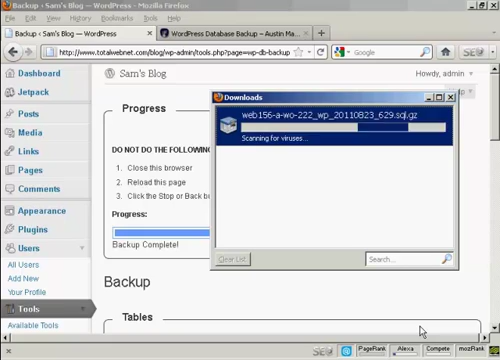 Backup ‹ Sam's Blog — WordPress - Mozilla Firefox
File Edit View History Bookmarks Tools Help
Backup ‹ Sam's Blog — WordPress
WordPress Database Backup ~ Austin Ma...
http://www.totalwebnet.com/blog/wp-admin/tools.php?page=wp-db-backup
Google
SEO
Dashboard
Jetpack
Posts
Media
Links
Pages
Comments
Appearance
Plugins
Users
All Users
Add New
Your Profile
Tools
Available Tools
Sam's Blog
Howdy, admin
Progress
DO NOT DO THE FOLLOWING
1. Close this browser
2. Reload this page
3. Click the Stop or Back b
Progress:
Backup Complete!
Backup
Tables
Downloads
web156-a-wo-222_wp_20110823_629.sql.gz
Scanning for viruses...
Clear List
Search...
SEO
PageRank
Alexa
Compete
mozRank